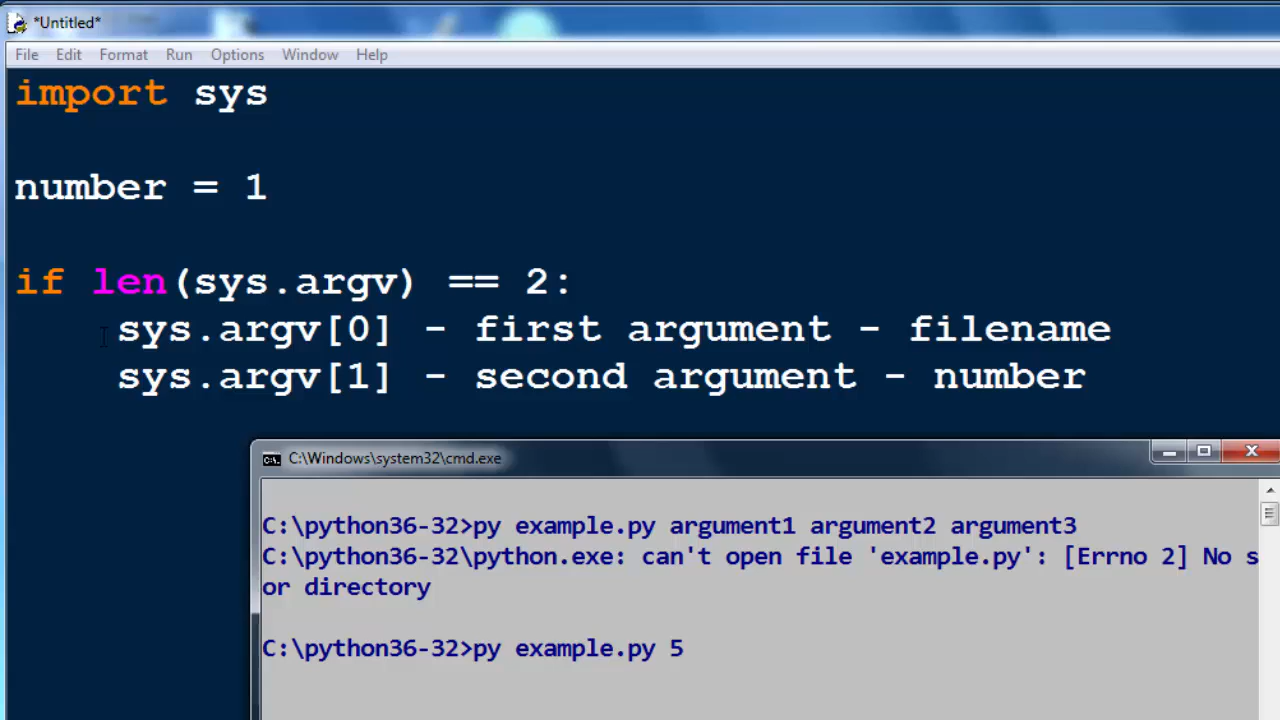 *Untitled*
File Edit Format Run Options Window Help
import sys
number = 1
if len(sys.argv) == 2:
sys.argv[0] - first argument - filename
sys.argv[1] - second argument - number
C:\Windows\system32\cmd.exe
C:\python36-32>py example.py argument1 argument2 argument3
C:\python36-32\python.exe: can't open file 'example.py': [Errno 2] No s
or directory
C:\python36-32>py example.py 5